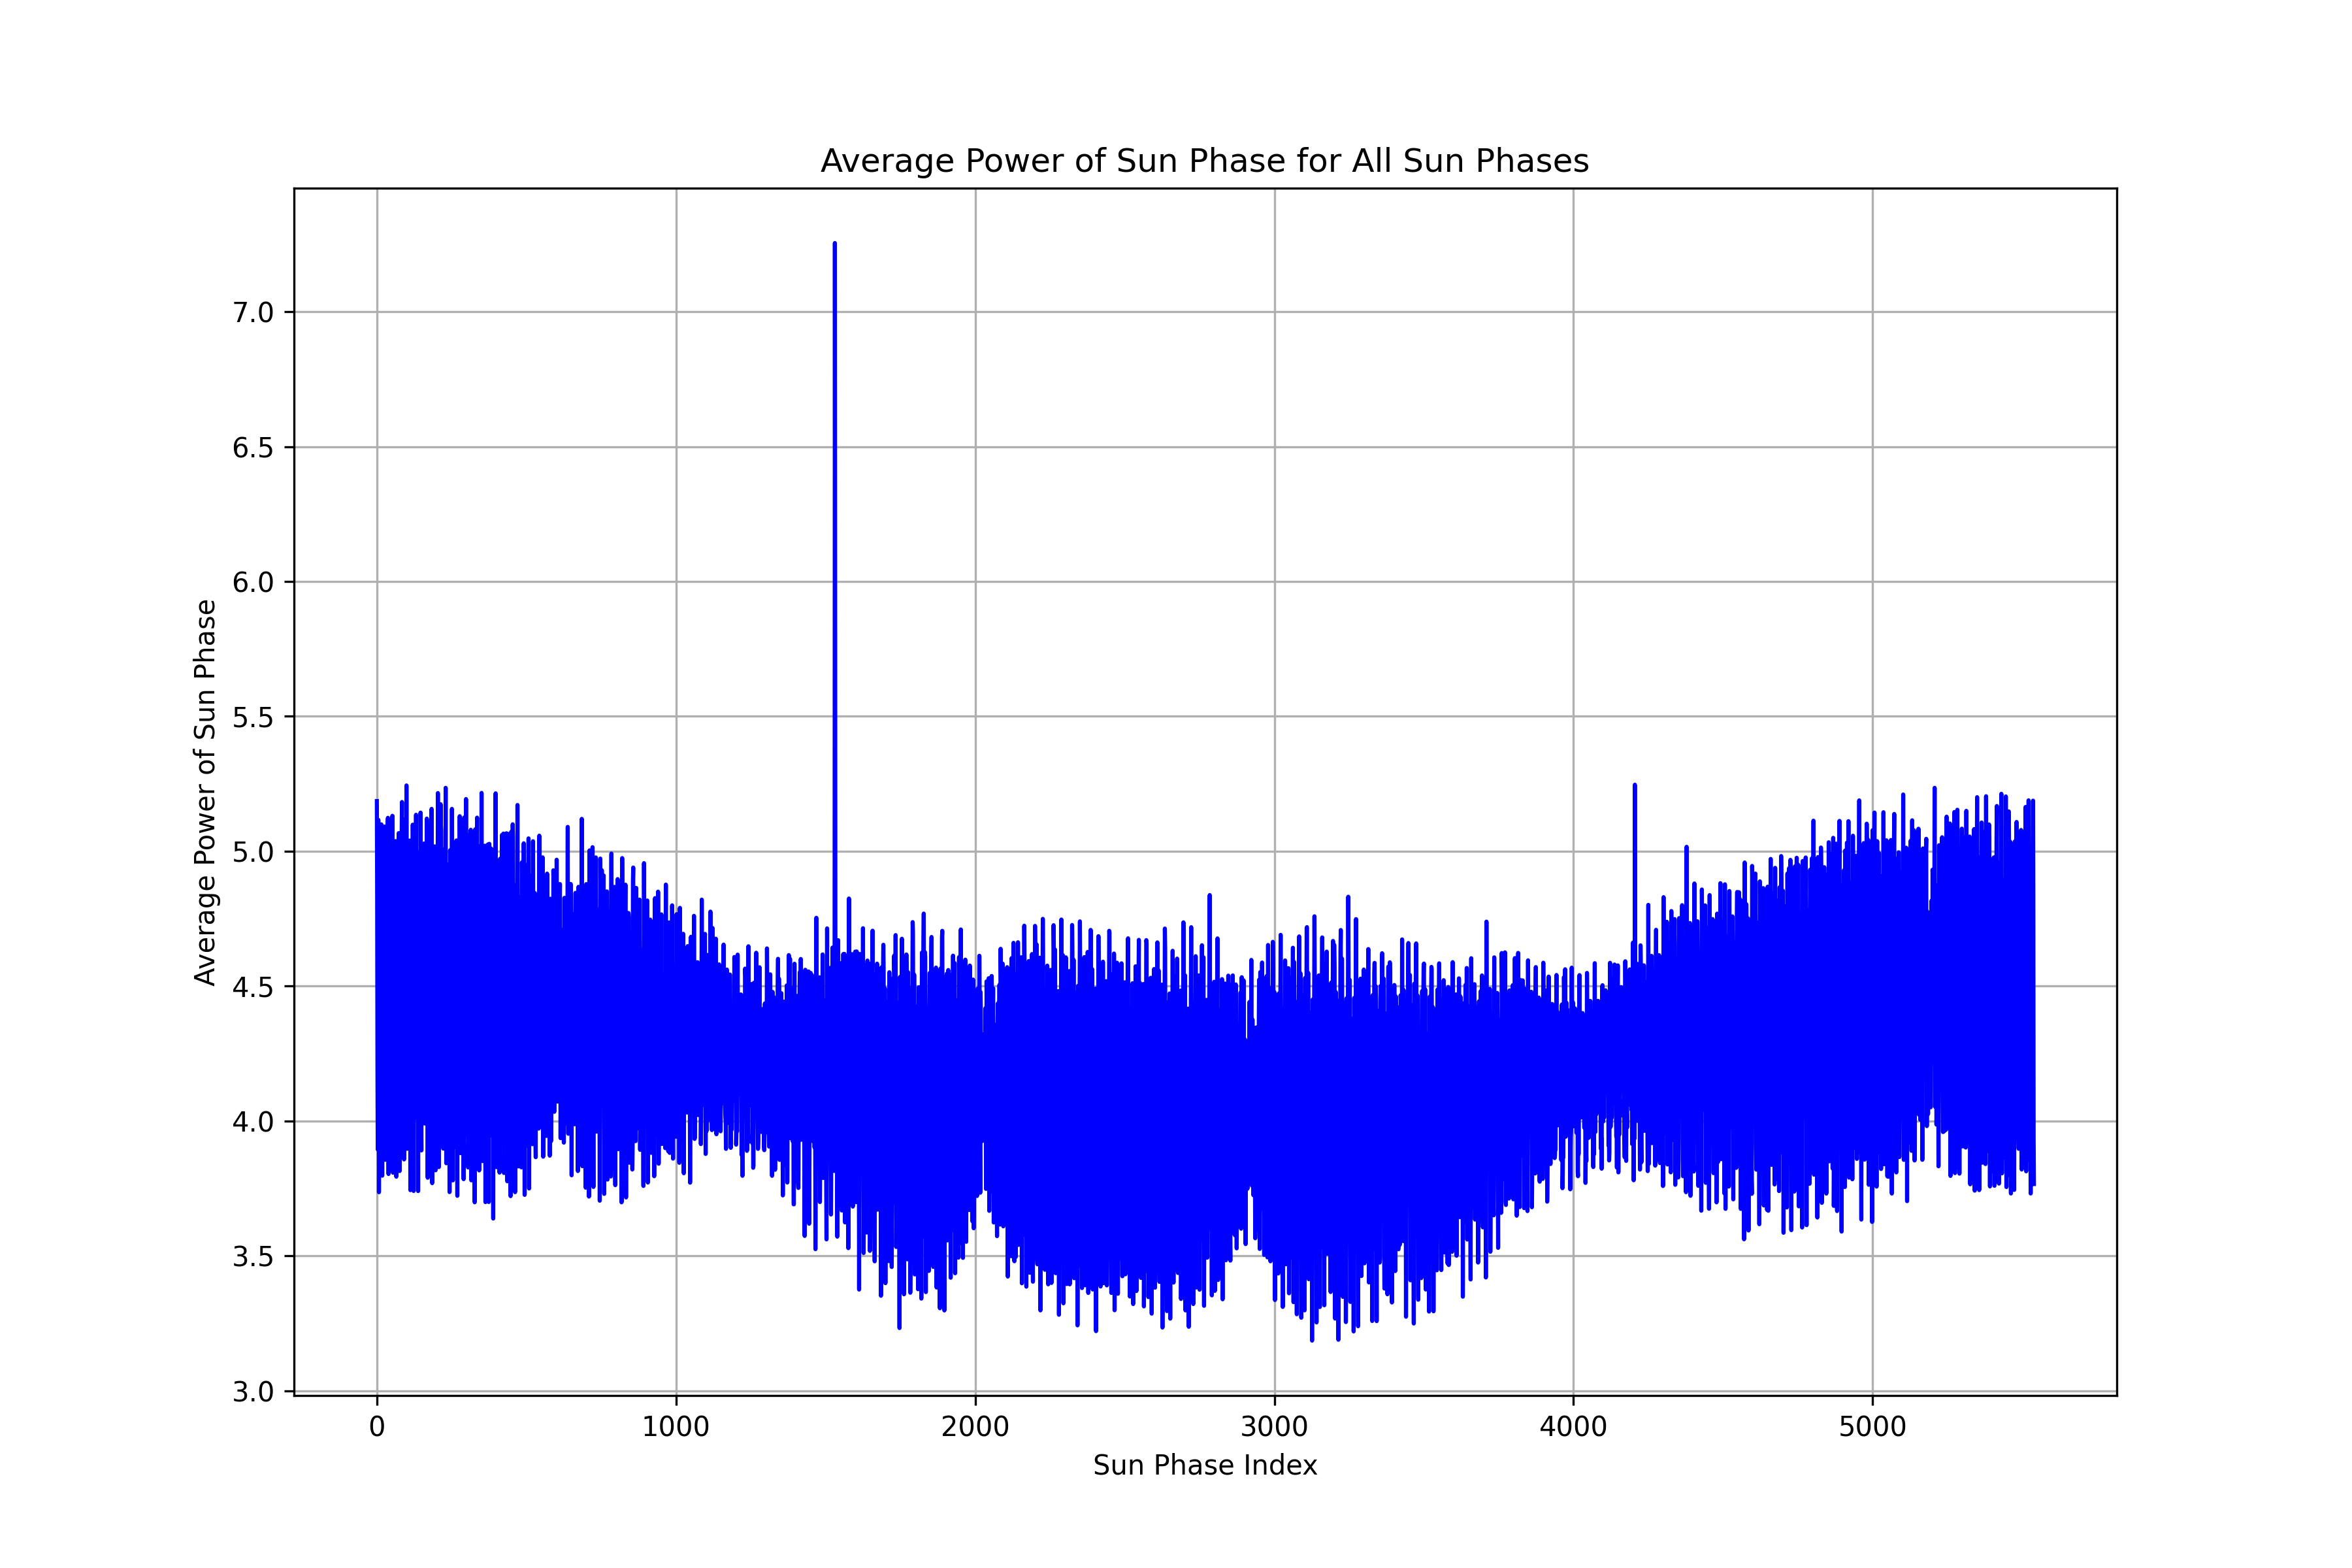 Average Power of Sun Phase for All Sun Phases
7.0
6.5
6.0
5.5
5.0
4.5
4.0
3.5
3.0
Average Power of Sun Phase
0 1000 2000 3000 4000 5000
Sun Phase Index